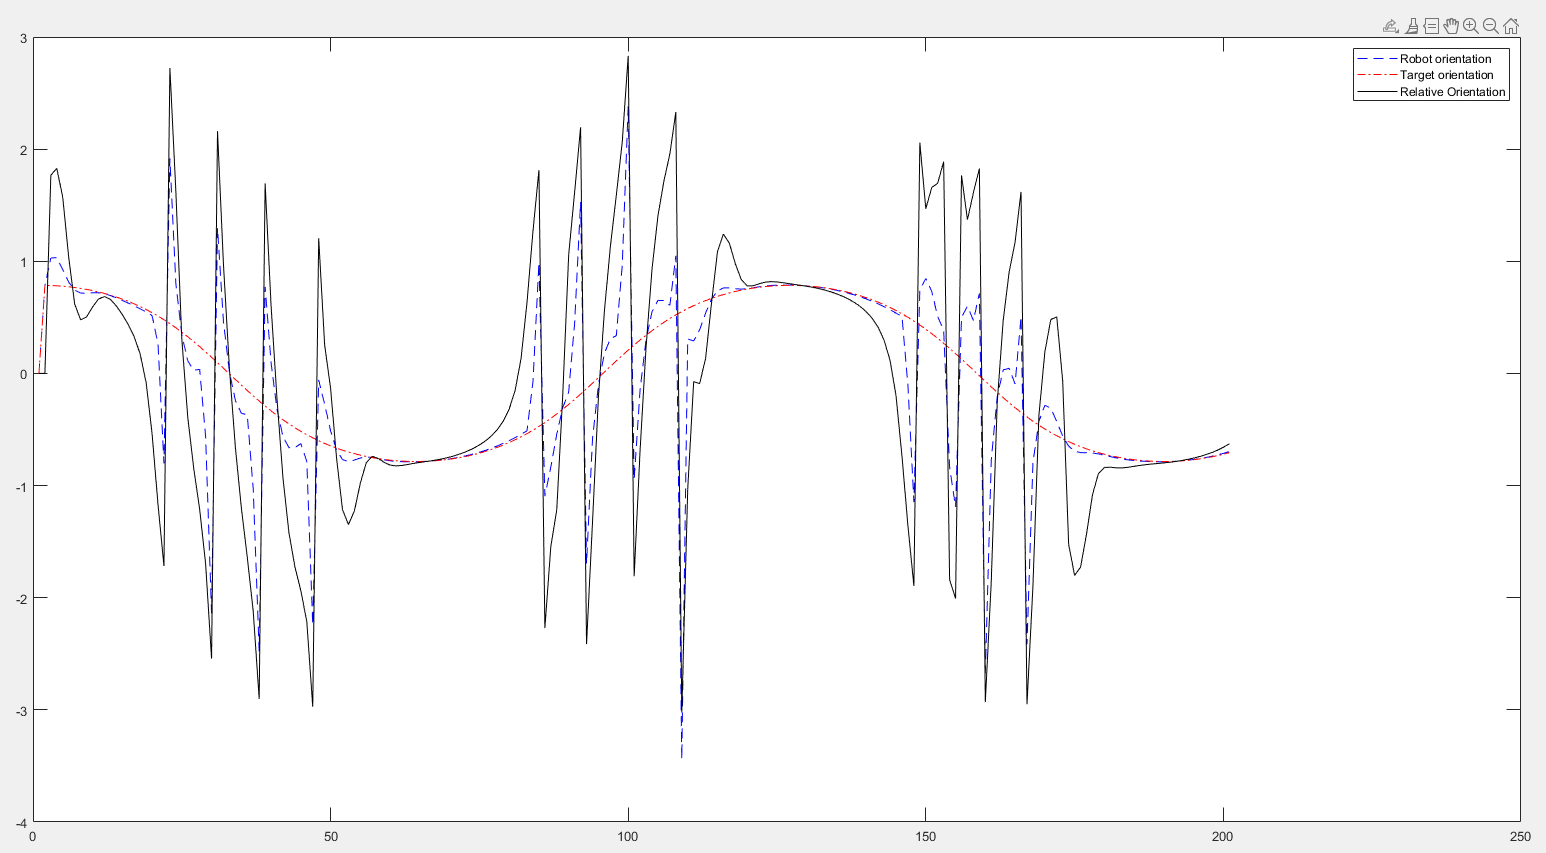 3
2
1
0
-1
-2
-3
-4
0 50 100 150 200 250
Robot orientation
Target orientation
Relative Orientation